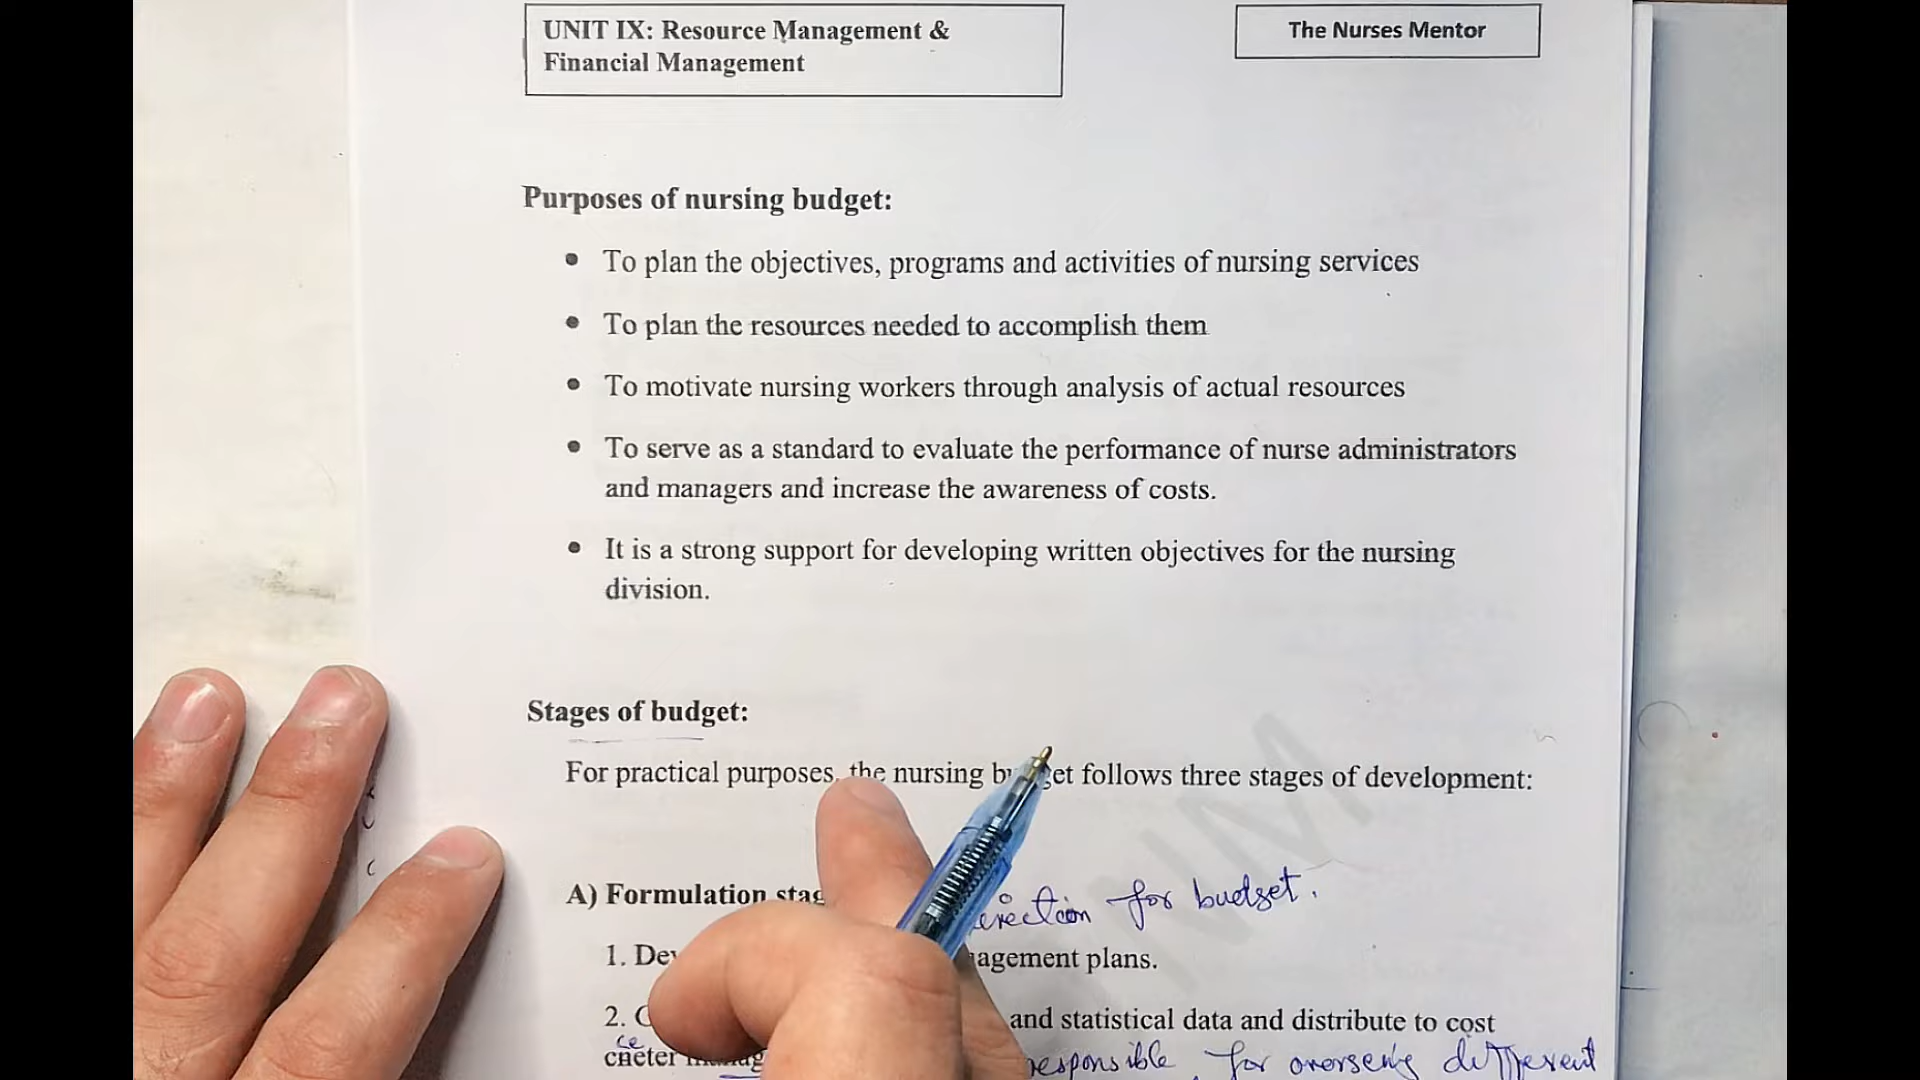 UNIT IX: Resource Management &
Financial Management
The Nurses Mentor
Purposes of nursing budget:
• To plan the objectives, programs and activities of nursing services
• To plan the resources needed to accomplish them
• To motivate nursing workers through analysis of actual resources
• To serve as a standard to evaluate the performance of nurse administrators
and managers and increase the awareness of costs.
• It is a strong support for developing written objectives for the nursing
division.
Stages of budget:
For practical purposes, the nursing follows three stages of development:
A) Formulation for budget.
1. plans.
2. and statistical data and distribute to cost
cneter responsible for overseeing different